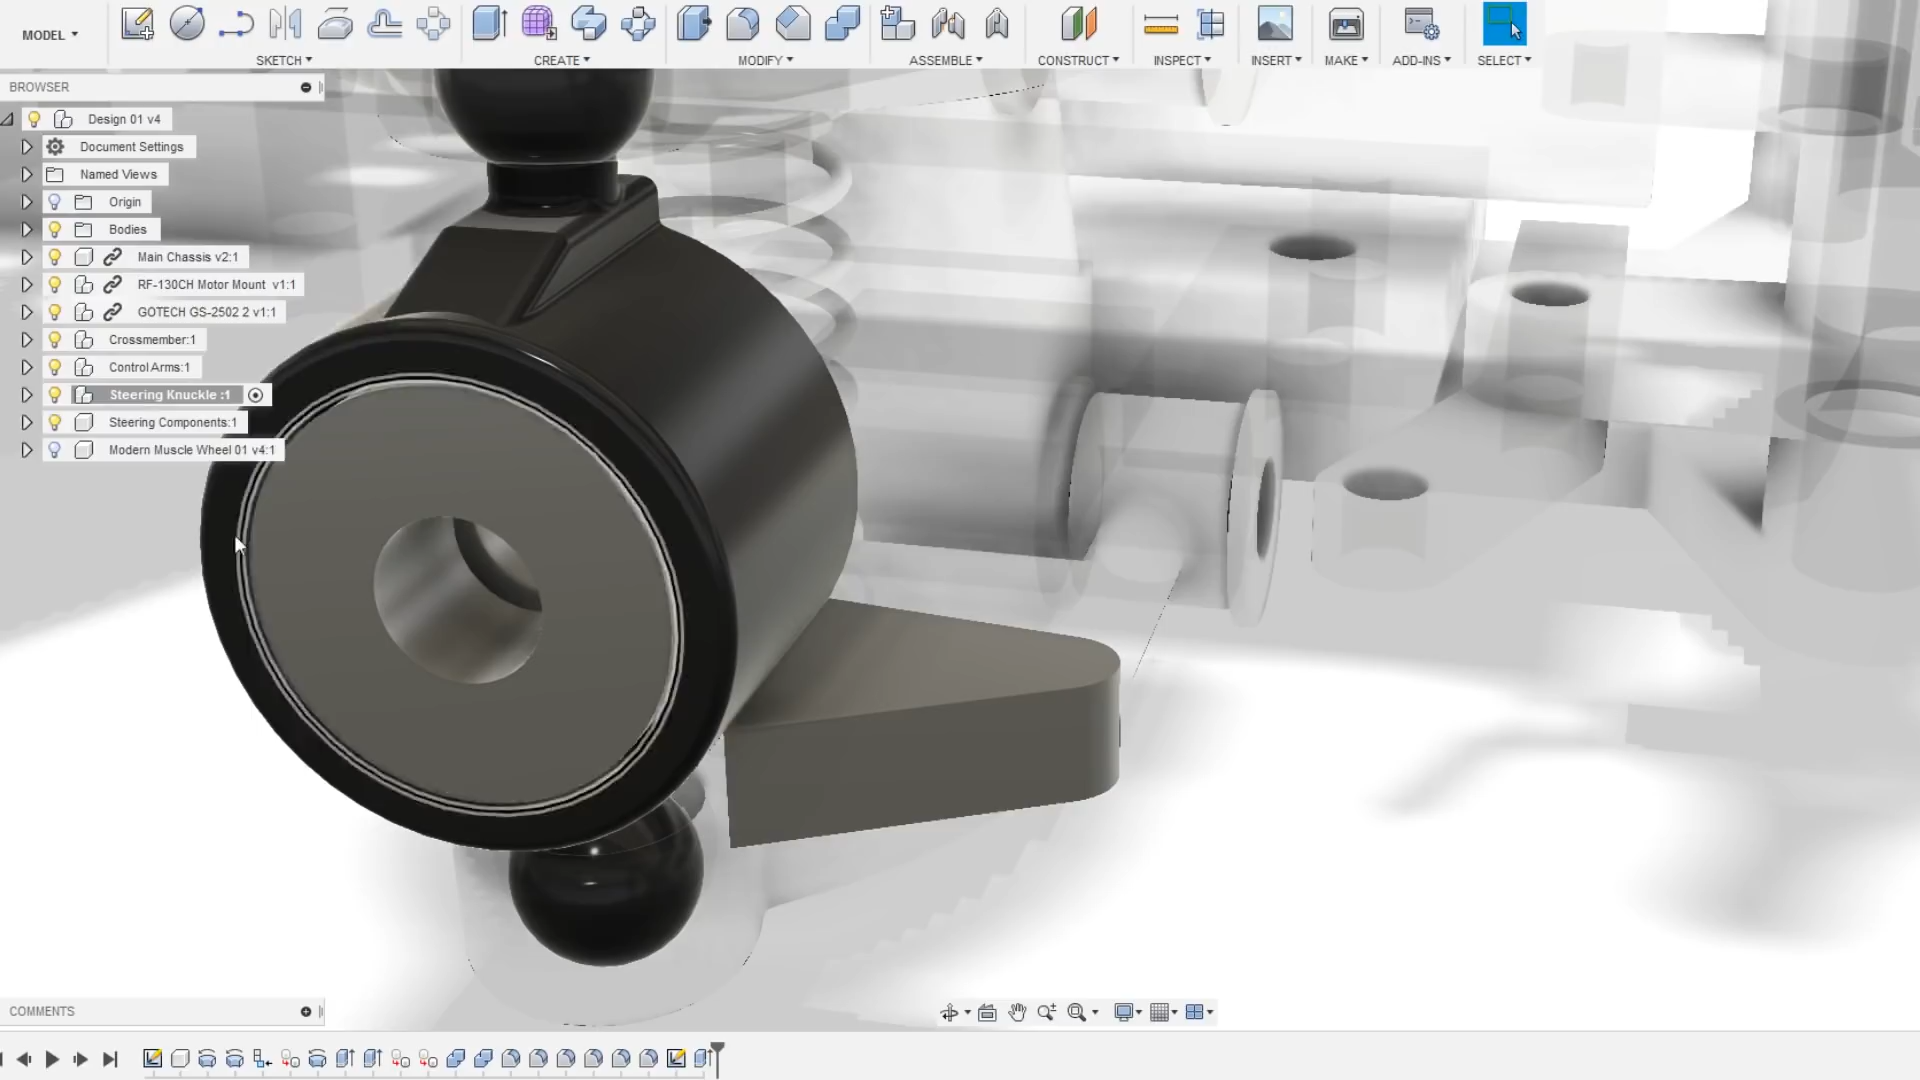 MODEL
SKETCH
CREATE
MODIFY
ASSEMBLE
CONSTRUCT
INSPECT
INSERT
MAKE
ADD-INS
SELECT
BROWSER
Design 01 v4
Document Settings
Named Views
Origin
Bodies
Main Chassis v2:1
RF-130CH Motor Mount v1:1
GOTECH GS-2502 2 v1:1
Crossmember:1
Control Arms:1
Steering Knuckle :1
Steering Components:1
Modern Muscle Wheel 01 v4:1
COMMENTS